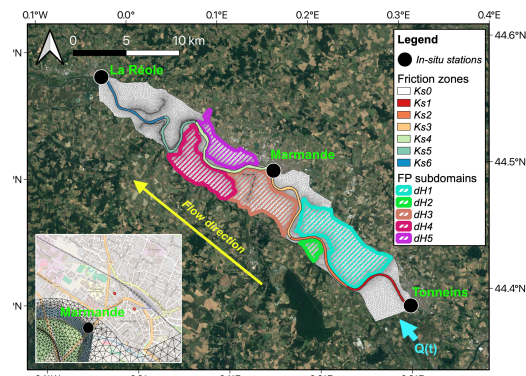 0.1°W 0.0° 0.1°E 0.2°E 0.3°E 0.4°E
0 5 10 km
44.6°N
La Réole
Legend
In-situ stations
Friction zones
Ks0
Ks1
Ks2
Ks3
Ks4
Ks5
Ks6
FP subdomains
dH1
dH2
dH3
dH4
dH5
°N
°N
°N
44.5°N
44.4°N
Marmande
Flow direction
Tonneins
Q(t)
Marmande